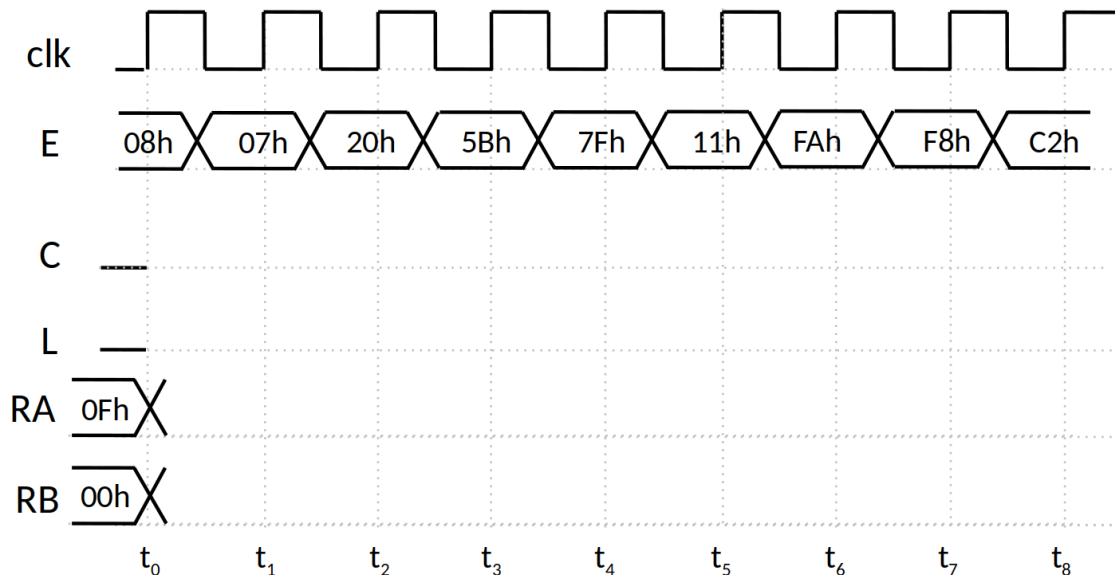 clk
E 08h 07h 20h 5Bh 7Fh 11h FAh F8h C2h
C
L
RA 0Fh
RB 00h
t₀ t₁ t₂ t₃ t₄ t₅ t₆ t₇ t₈